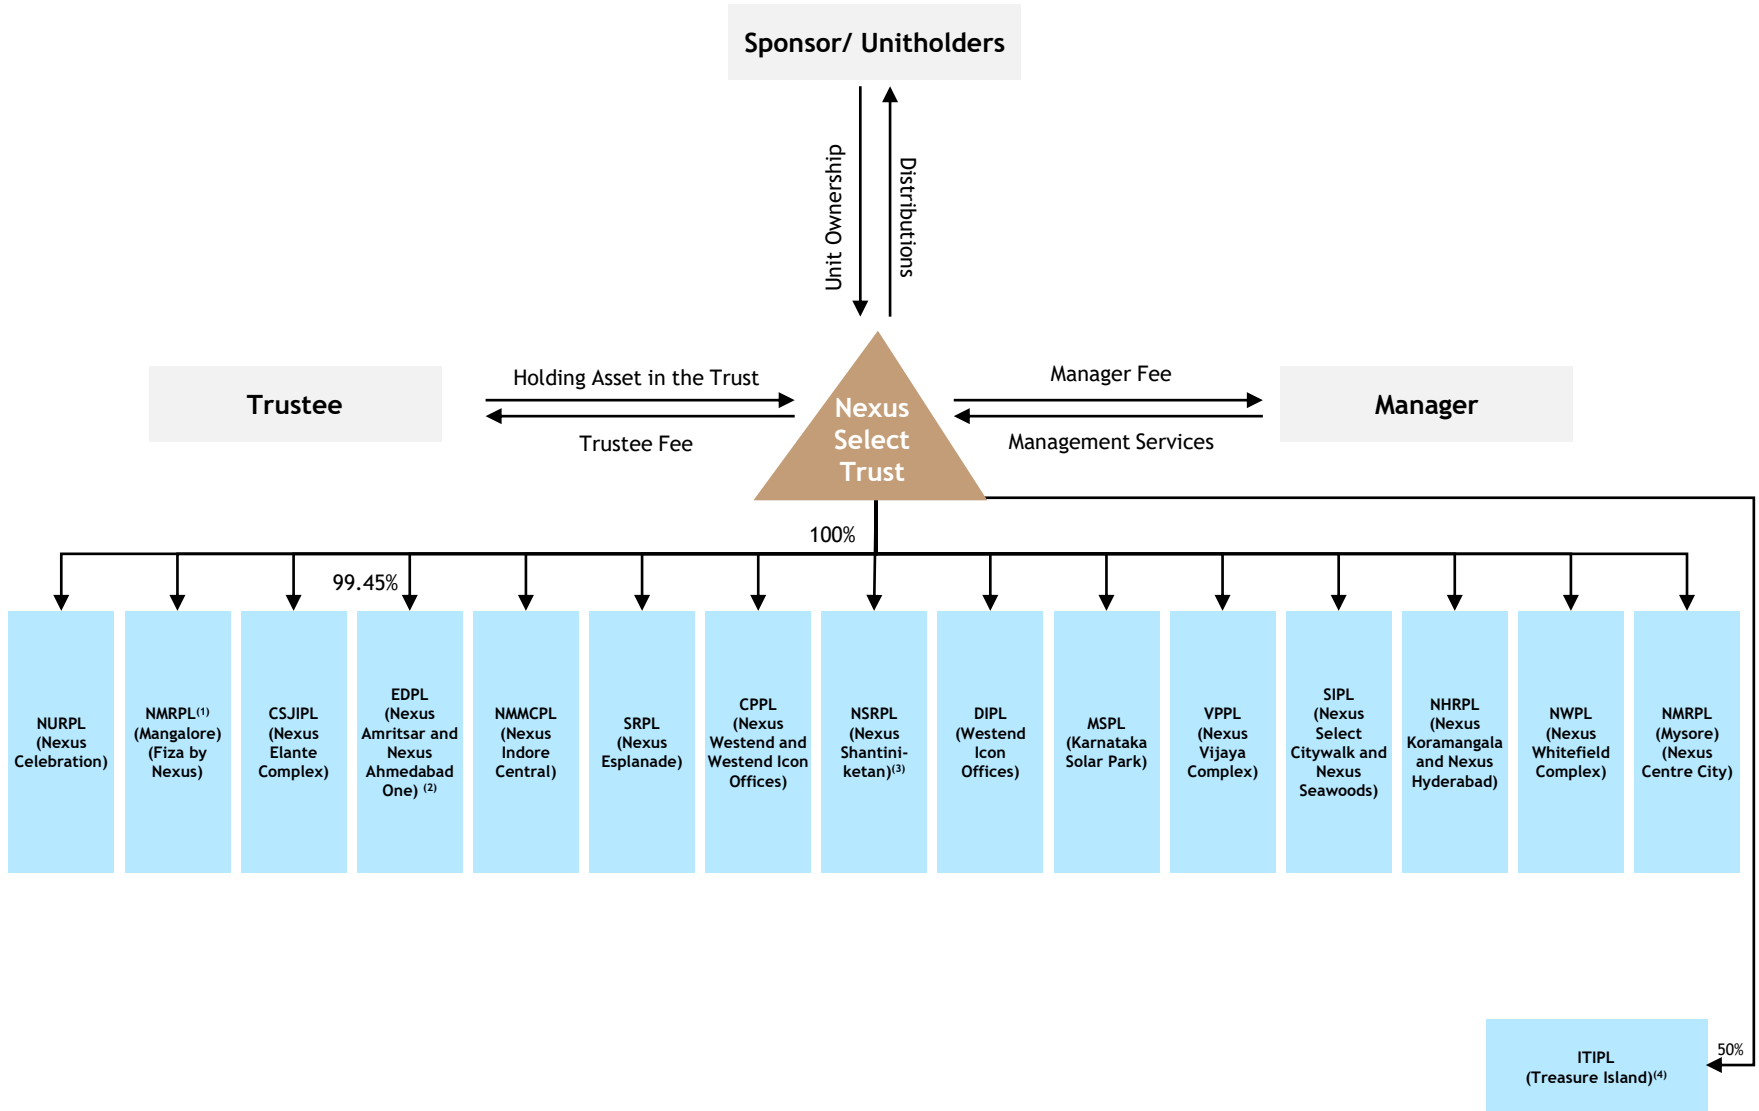 Sponsor/ Unitholders
Unit Ownership
Distributions
Trustee
Holding Asset in the Trust
Trustee Fee
Nexus
Select
Trust
Manager Fee
Management Services
Manager
100%
99.45%
NURPL
(Nexus
Celebration)
NMRPL(1)
(Mangalore)
(Fiza by
Nexus)
CSJIPL
(Nexus
Elante
Complex)
EDPL
(Nexus
Amritsar and
Nexus
Ahmedabad
One) (2)
NMMCPL
(Nexus
Indore
Central)
SRPL
(Nexus
Esplanade)
CPPL
(Nexus
Westend and
Westend Icon
Offices)
NSRPL
(Nexus
Shantini-
ketan)(3)
DIPL
(Westend
Icon
Offices)
MSPL
(Karnataka
Solar Park)
VPPL
(Nexus
Vijaya
Complex)
SIPL
(Nexus
Select
Citywalk and
Nexus
Seawoods)
NHRPL
(Nexus
Koramangala
and Nexus
Hyderabad)
NWPL
(Nexus
Whitefield
Complex)
NMRPL
(Mysore)
(Nexus
Centre City)
50%
ITIPL
(Treasure Island)(4)